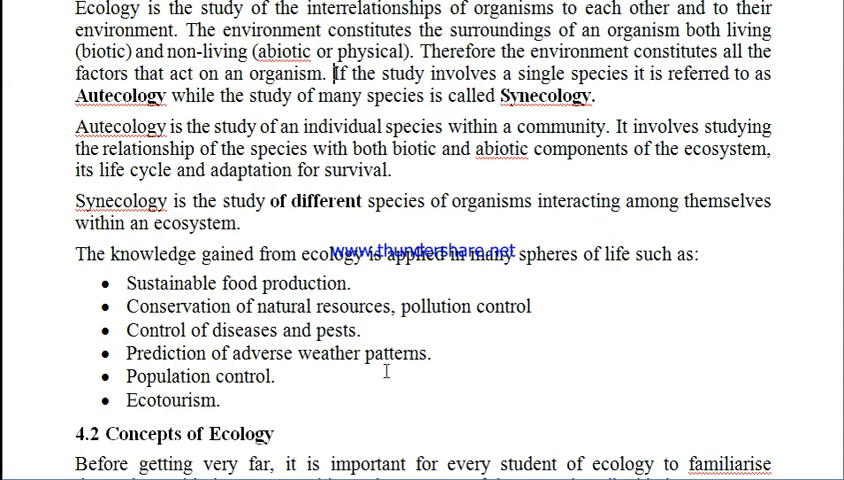 Ecology is the study of the interrelationships of organisms to each other and to their
environment. The environment constitutes the surroundings of an organism both living
(biotic) and non-living (abiotic or physical). Therefore the environment constitutes all the
factors that act on an organism. If the study involves a single species it is referred to as
Autecology while the study of many species is called Synecology.
Autecology is the study of an individual species within a community. It involves studying
the relationship of the species with both biotic and abiotic components of the ecosystem,
its life cycle and adaptation for survival.
Synecology is the study of different species of organisms interacting among themselves
within an ecosystem.
The knowledge gained from ecology is applied in many spheres of life such as:
www.thundershare.net
• Sustainable food production.
• Conservation of natural resources, pollution control
• Control of diseases and pests.
• Prediction of adverse weather patterns.
• Population control.
• Ecotourism.
4.2 Concepts of Ecology
Before getting very far, it is important for every student of ecology to familiarise